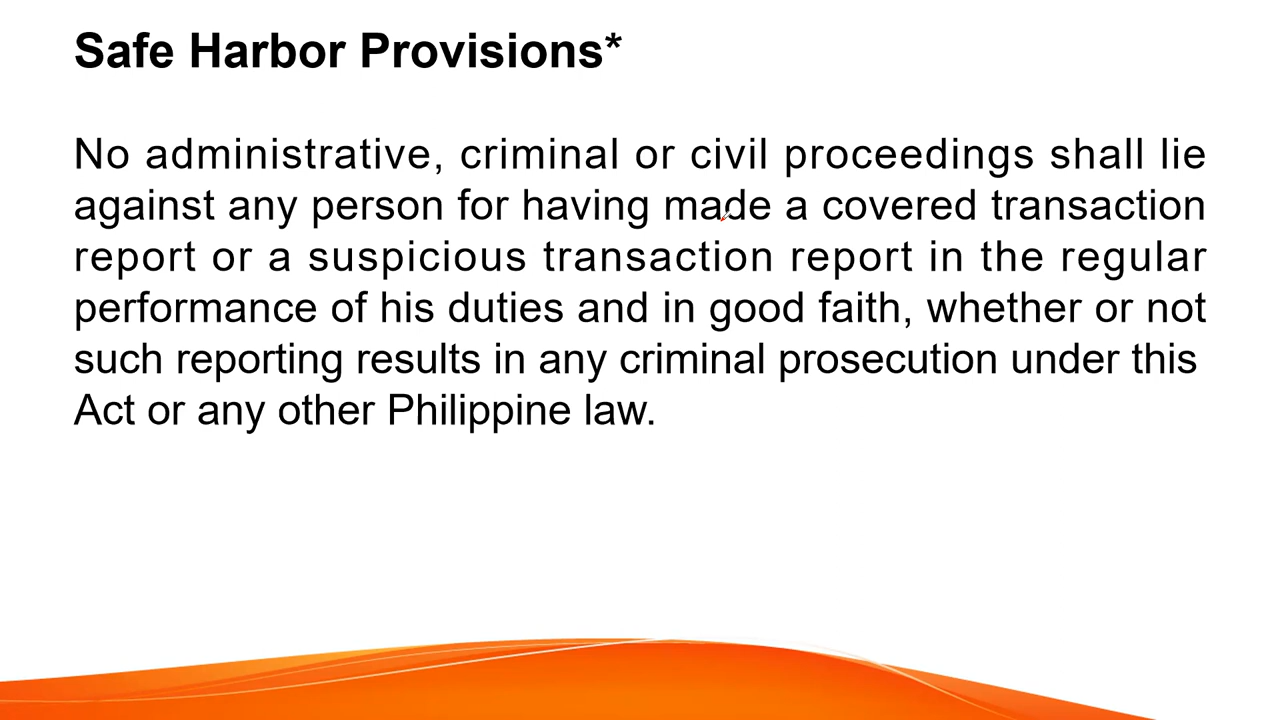 Safe Harbor Provisions*
No administrative, criminal or civil proceedings shall lie
against any person for having made a covered transaction
report or a suspicious transaction report in the regular
performance of his duties and in good faith, whether or not
such reporting results in any criminal prosecution under this
Act or any other Philippine law.